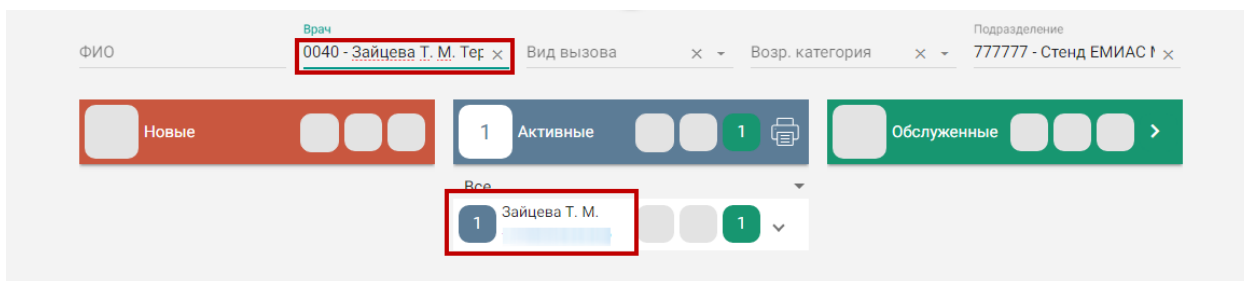 Врач
Подразделение
ФИО
0040 - Зайцева Т. М. Тер
Вид вызова
Возр. категория
777777 - Стенд ЕМИАС
Новые
1 Активные 1
Обслуженные
Все
1 Зайцева Т. М. 1